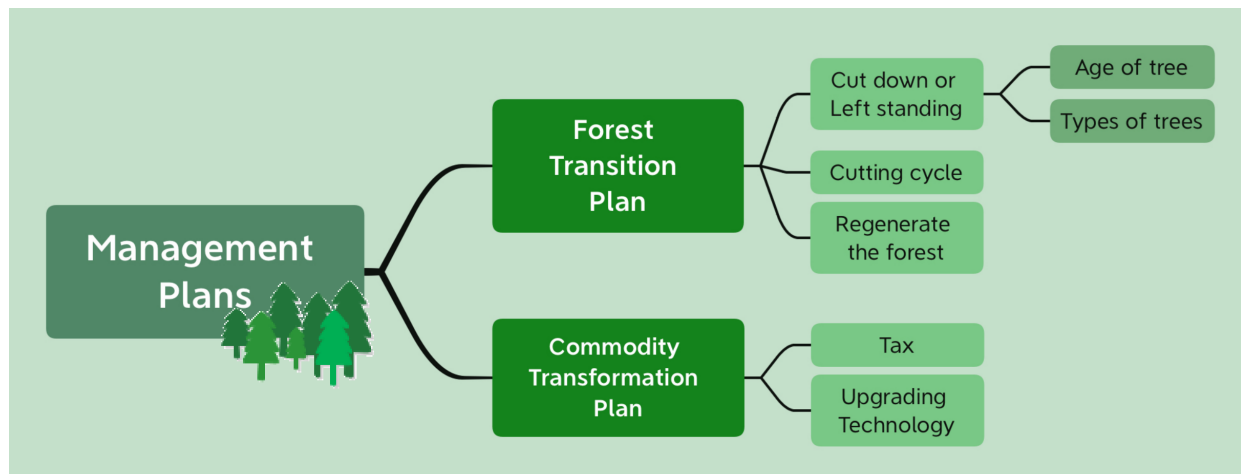 Management
Plans
Forest
Transition
Plan
Cut down or
Left standing
Age of tree
Types of trees
Cutting cycle
Regenerate
the forest
Commodity
Transformation
Plan
Tax
Upgrading
Technology